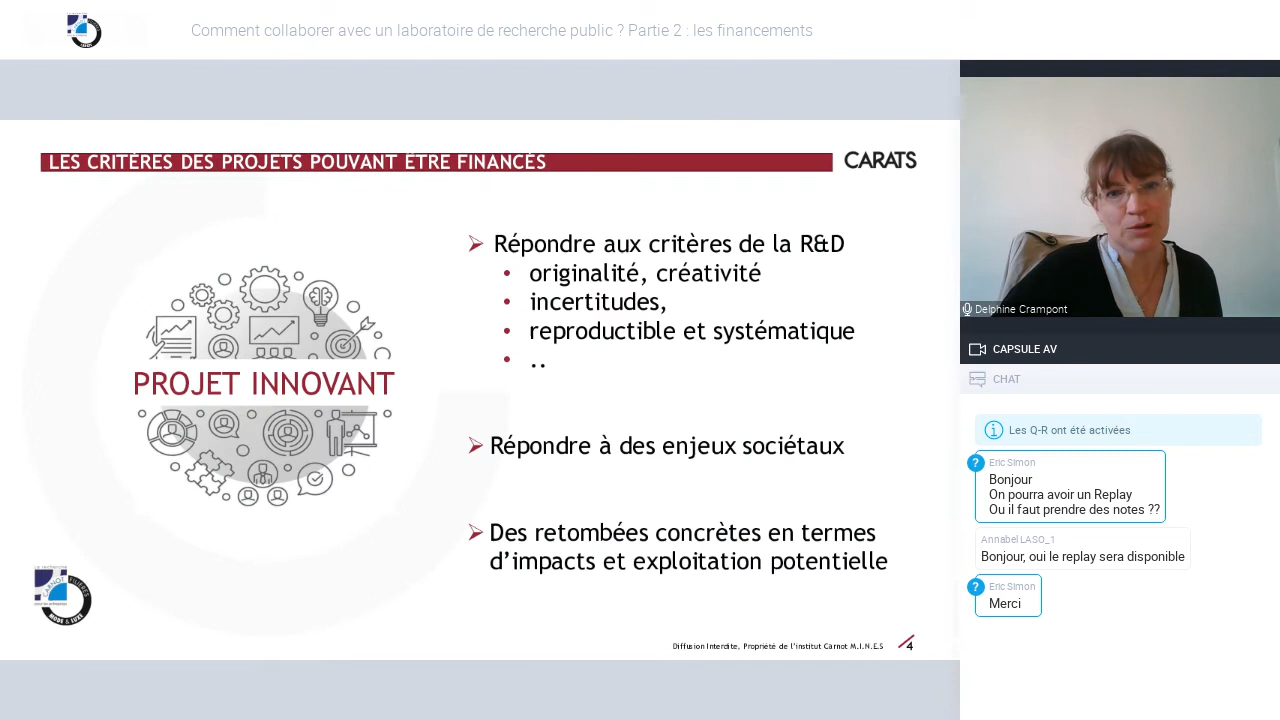 Comment collaborer avec un laboratoire de recherche public ? Partie 2 : les financements
LES CRITÈRES DES PROJETS POUVANT ÊTRE FINANCÉS
CARATS
Répondre aux critères de la R&D
originalité, créativité
incertitudes,
reproductible et systématique
..
PROJET INNOVANT
Répondre à des enjeux sociétaux
Des retombées concrètes en termes
d’impacts et exploitation potentielle
CARNOT
FILIÈRES
MODE & LUXE
Diffusion Interdite, Propriété de l’institut Carnot M.I.N.E.S
4
Delphine Crampont
CAPSULE AV
CHAT
Les Q-R ont été activées
Eric Simon
Bonjour
On pourra avoir un Replay
Ou il faut prendre des notes ??
Annabel LASO_1
Bonjour, oui le replay sera disponible
Eric Simon
Merci